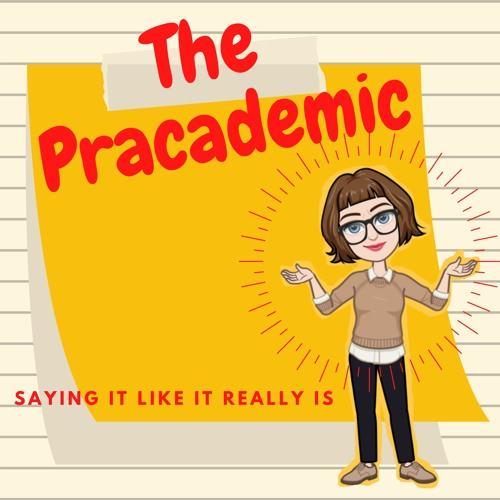 The
Pracademic
SAYING IT LIKE IT REALLY IS